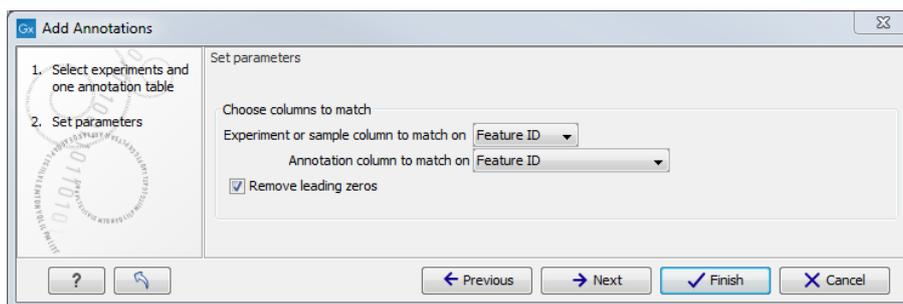 Gx Add Annotations
1. Select experiments and
one annotation table
2. Set parameters
Set parameters
Choose columns to match
Experiment or sample column to match on Feature ID
Annotation column to match on Feature ID
Remove leading zeros
? Previous Next Finish Cancel